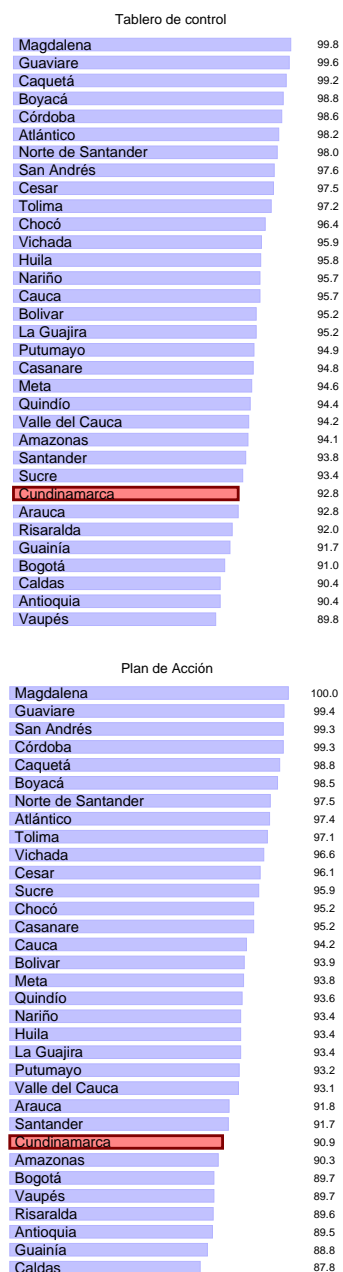 Tablero de control
Magdalena 99.8
Guaviare 99.6
Caquetá 99.2
Boyacá 98.8
Córdoba 98.6
Atlántico 98.2
Norte de Santander 98.0
San Andrés 97.6
Cesar 97.5
Tolima 97.2
Chocó 96.4
Vichada 95.9
Huila 95.8
Nariño 95.7
Cauca 95.7
Bolivar 95.2
La Guajira 95.2
Putumayo 94.9
Casanare 94.8
Meta 94.6
Quindío 94.4
Valle del Cauca 94.2
Amazonas 94.1
Santander 93.8
Sucre 93.4
Cundinamarca 92.8
Arauca 92.8
Risaralda 92.0
Guainía 91.7
Bogotá 91.0
Caldas 90.4
Antioquia 90.4
Vaupés 89.8
Plan de Acción
Magdalena 100.0
Guaviare 99.4
San Andrés 99.3
Córdoba 99.3
Caquetá 98.8
Boyacá 98.5
Norte de Santander 97.5
Atlántico 97.4
Tolima 97.1
Vichada 96.6
Cesar 96.1
Sucre 95.9
Chocó 95.2
Casanare 95.2
Cauca 94.2
Bolivar 93.9
Meta 93.8
Quindío 93.6
Nariño 93.4
Huila 93.4
La Guajira 93.4
Putumayo 93.2
Valle del Cauca 93.1
Arauca 91.8
Santander 91.7
Cundinamarca 90.9
Amazonas 90.3
Bogotá 89.7
Vaupés 89.7
Risaralda 89.6
Antioquia 89.5
Guainía 88.8
Caldas 87.8